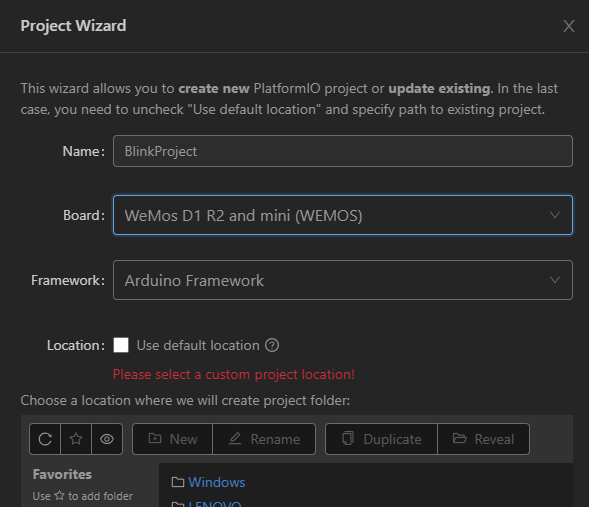 Project Wizard
This wizard allows you to create new PlatformIO project or update existing. In the last
case, you need to uncheck "Use default location" and specify path to existing project.
Name: BlinkProject
Board: WeMos D1 R2 and mini (WEMOS)
Framework: Arduino Framework
Location: Use default location
Please select a custom project location!
Choose a location where we will create project folder:
New Rename Duplicate Reveal
Favorites
Use ☆ to add folder
Windows
LENOVO